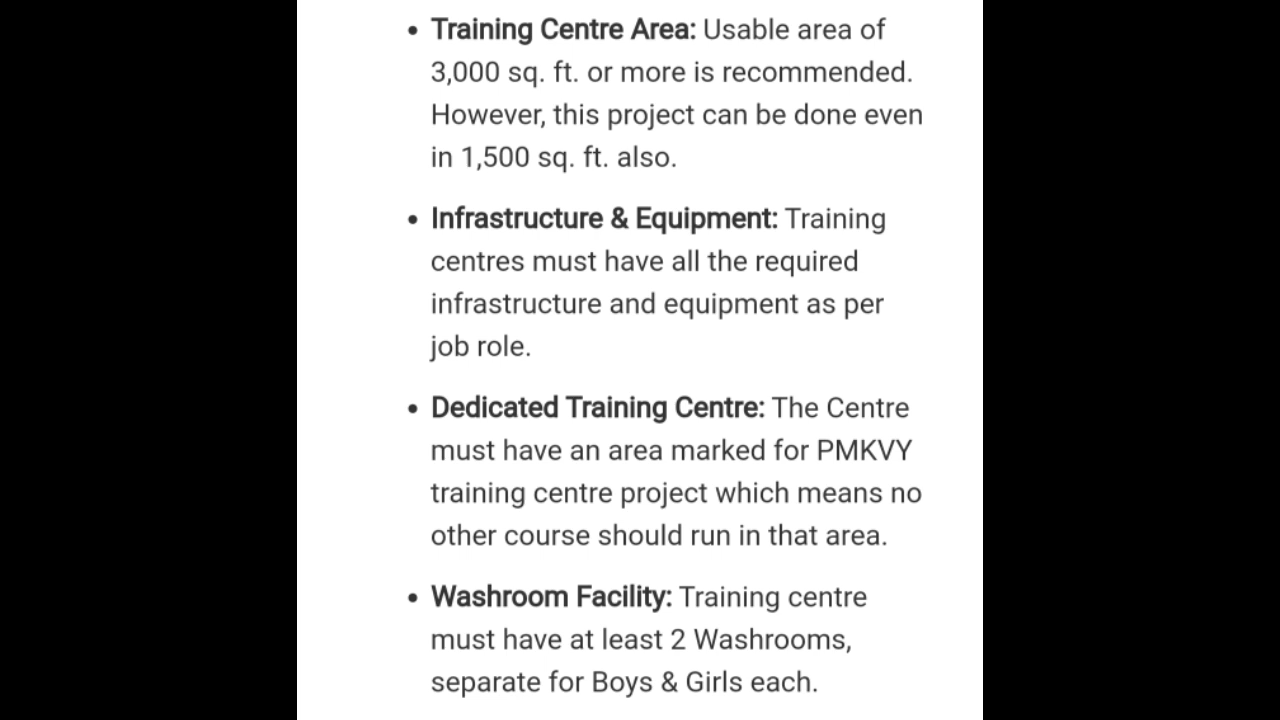 • Training Centre Area: Usable area of
3,000 sq. ft. or more is recommended.
However, this project can be done even
in 1,500 sq. ft. also.
• Infrastructure & Equipment: Training
centres must have all the required
infrastructure and equipment as per
job role.
• Dedicated Training Centre: The Centre
must have an area marked for PMKVY
training centre project which means no
other course should run in that area.
• Washroom Facility: Training centre
must have at least 2 Washrooms,
separate for Boys & Girls each.